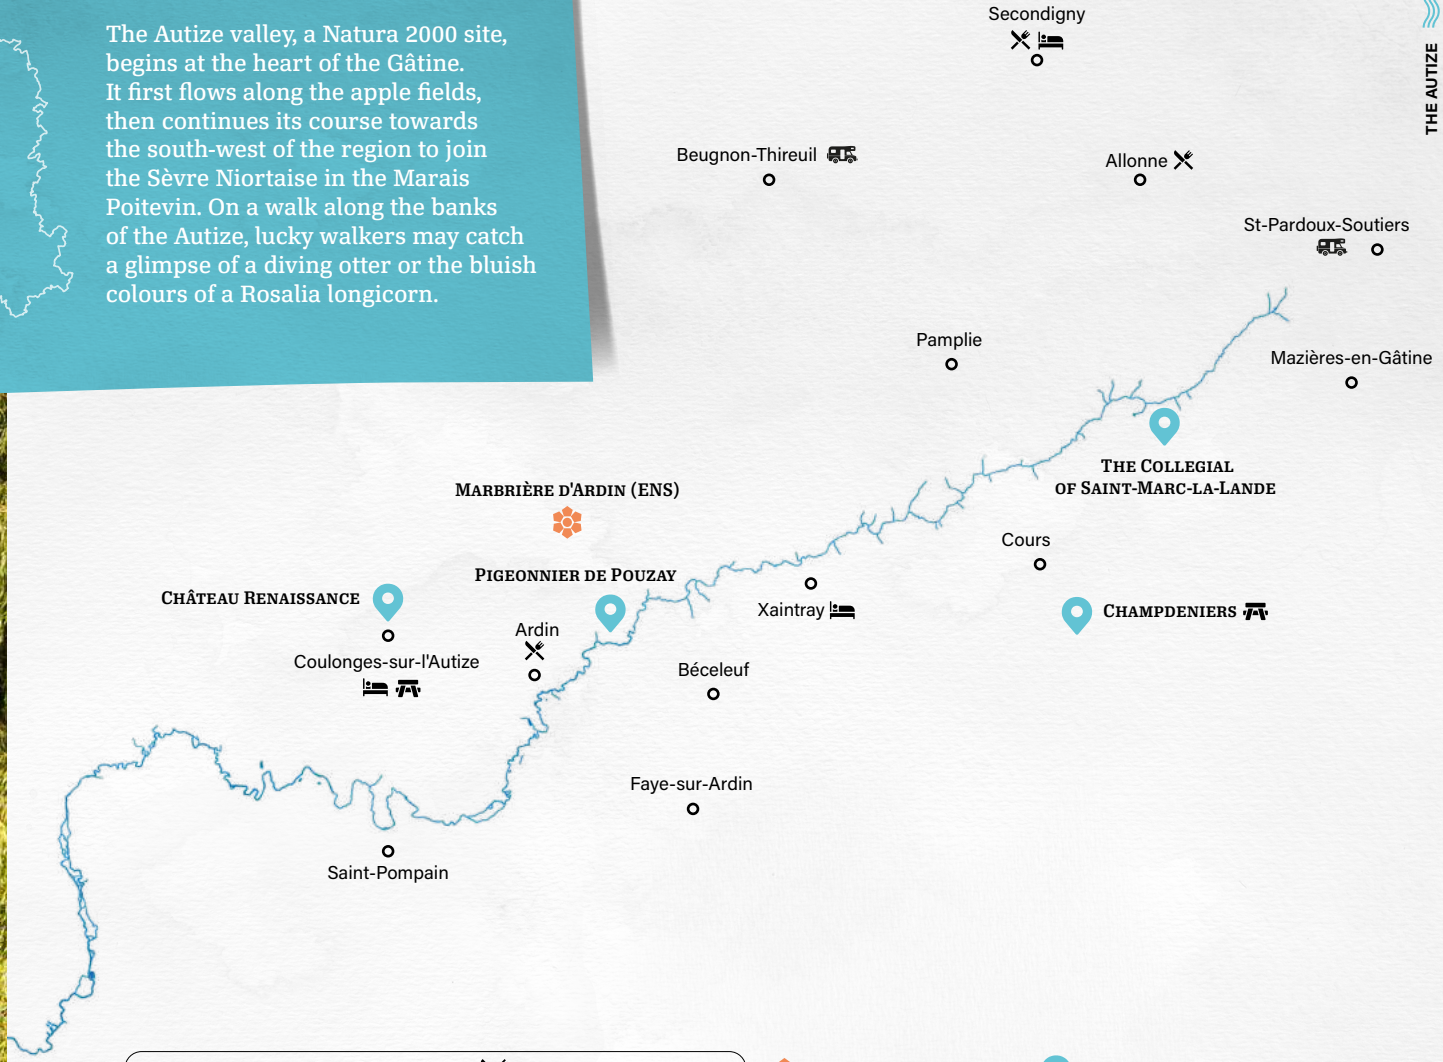 The Autize valley, a Natura 2000 site,
begins at the heart of the Gâtine.
It first flows along the apple fields,
then continues its course towards
the south-west of the region to join
the Sèvre Niortaise in the Marais
Poitevin. On a walk along the banks
of the Autize, lucky walkers may catch
a glimpse of a diving otter or the bluish
colours of a Rosalia longicorn.
THE AUTIZE
Secondigny
Beugnon-Thireuil
Allonne
St-Pardoux-Soutiers
Pamplie
Mazières-en-Gâtine
THE COLLEGIAL
OF SAINT-MARC-LA-LANDE
MARBRIÈRE D'ARDIN (ENS)
Cours
PIGEONNIER DE POUZAY
CHÂTEAU RENAISSANCE
Xaintray
CHAMPDENIERS
Ardin
Coulonges-sur-l'Autize
Béceleuf
Faye-sur-Ardin
Saint-Pompain